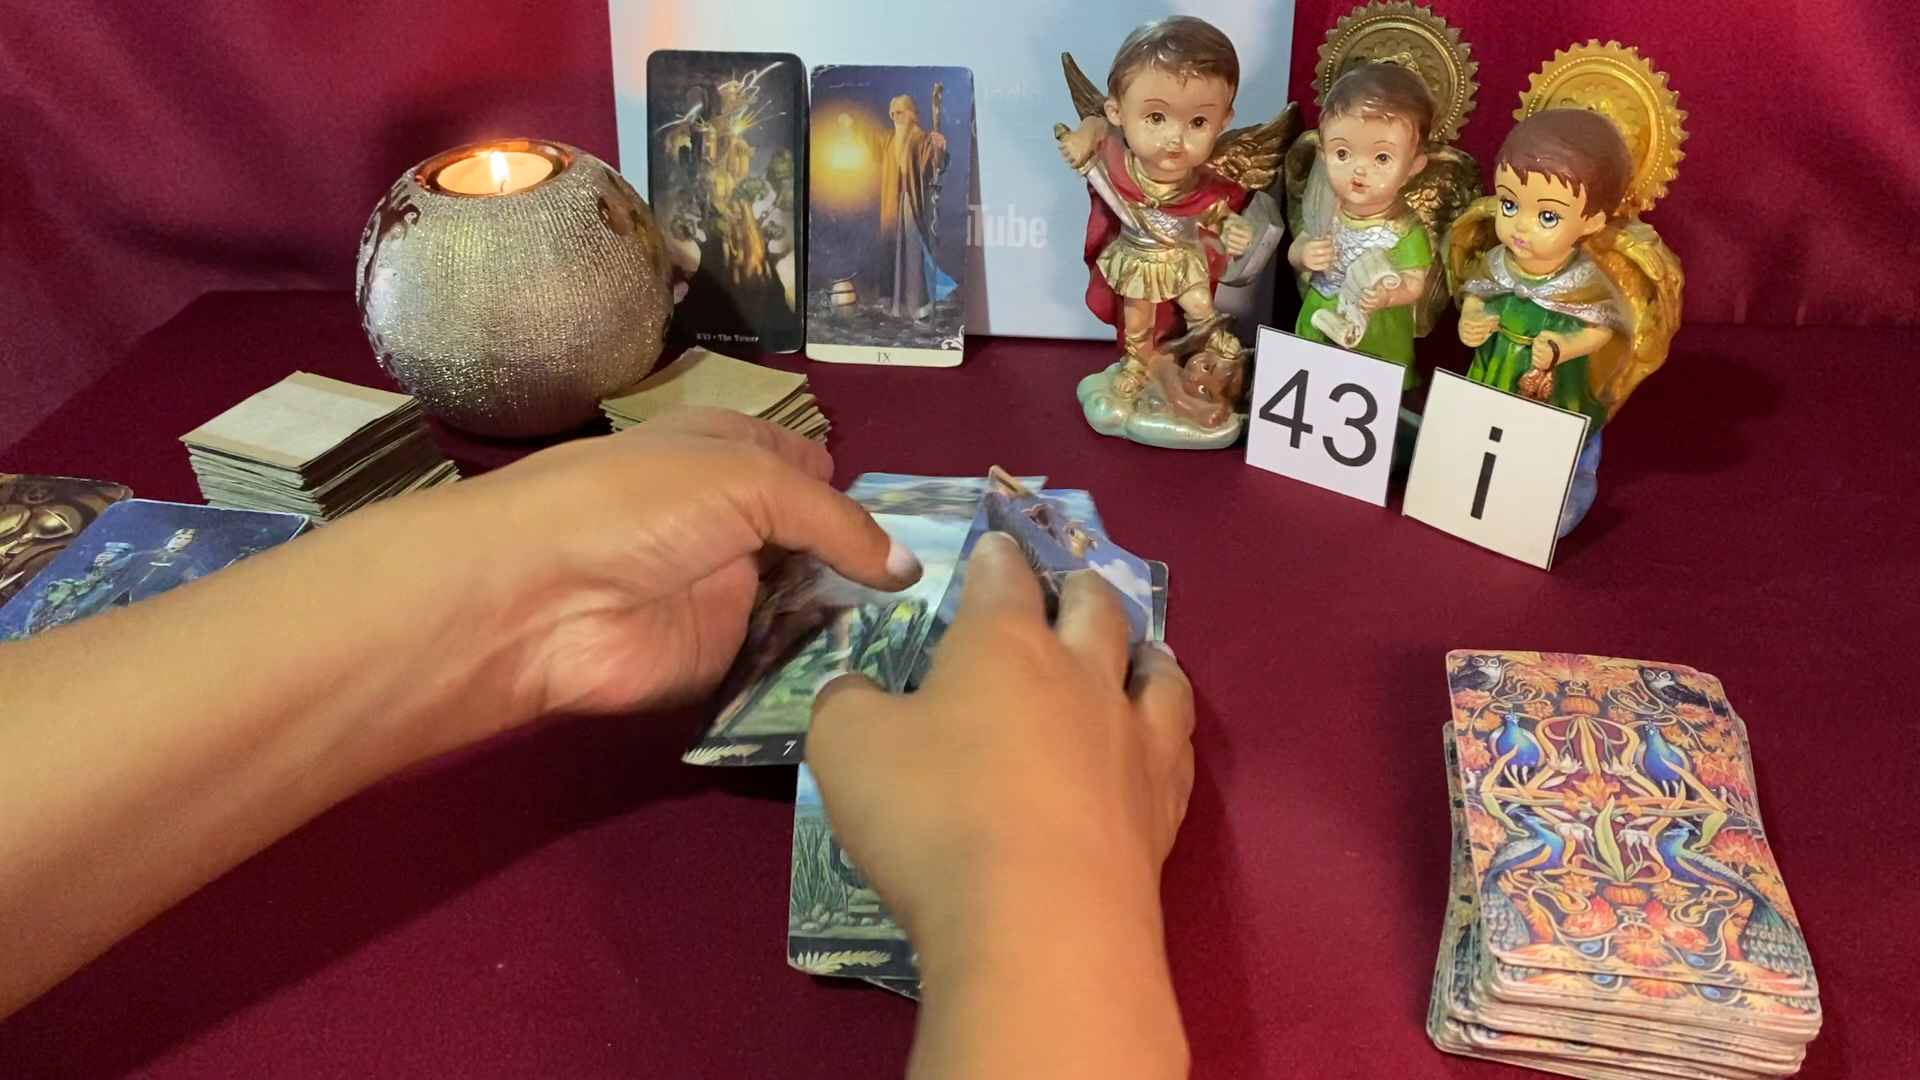 XVI • The Tower
IX
Tube
43
i
7